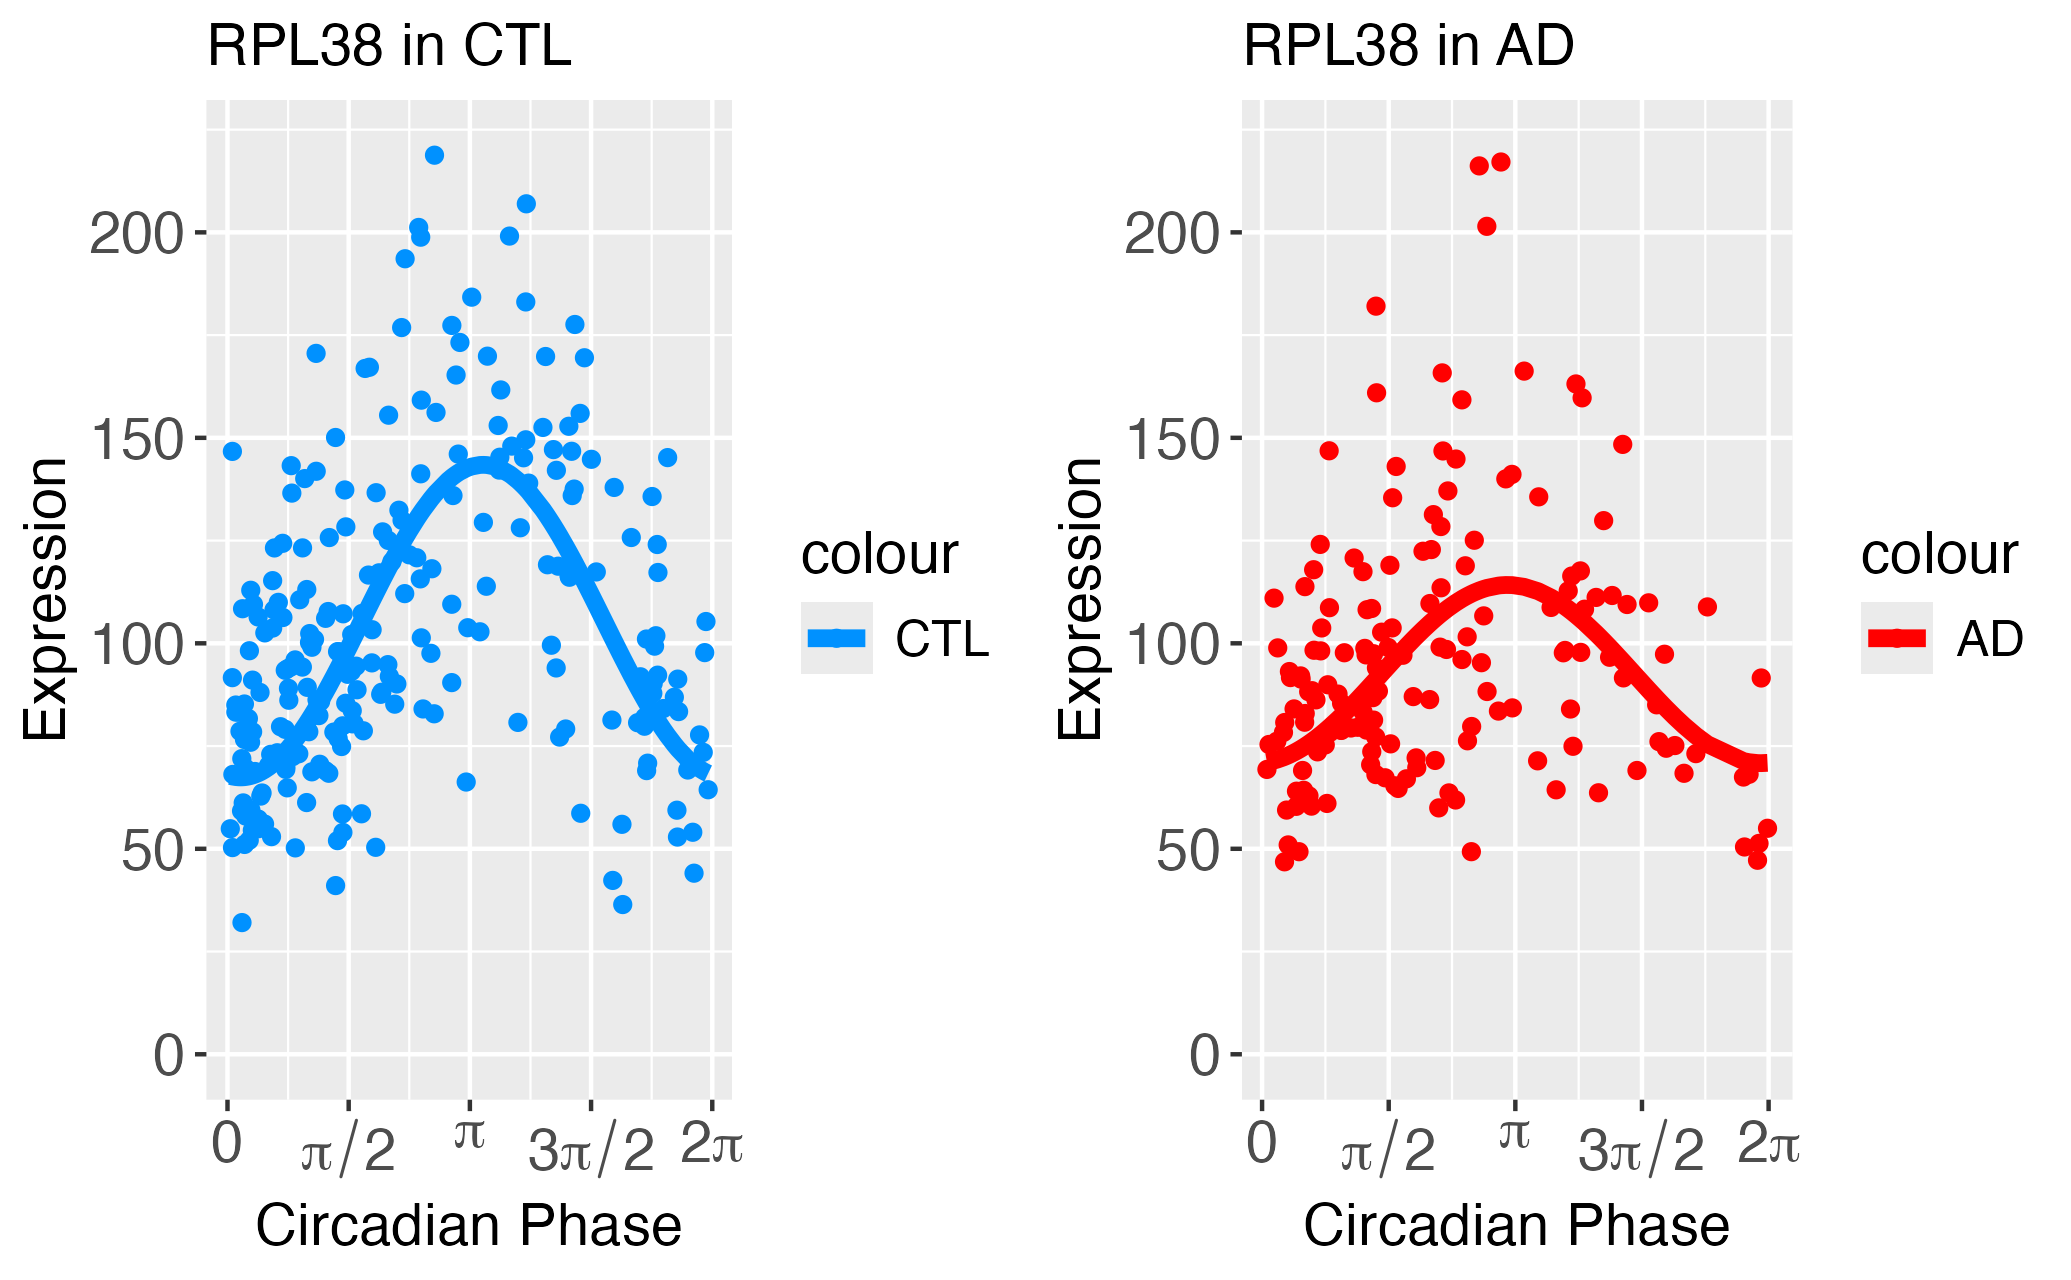 RPL38 in CTL
Expression
200
150
100
50
0
0 π/2 π 3π/2 2π
Circadian Phase
colour
CTL
RPL38 in AD
Expression
200
150
100
50
0
0 π/2 π 3π/2 2π
Circadian Phase
colour
AD